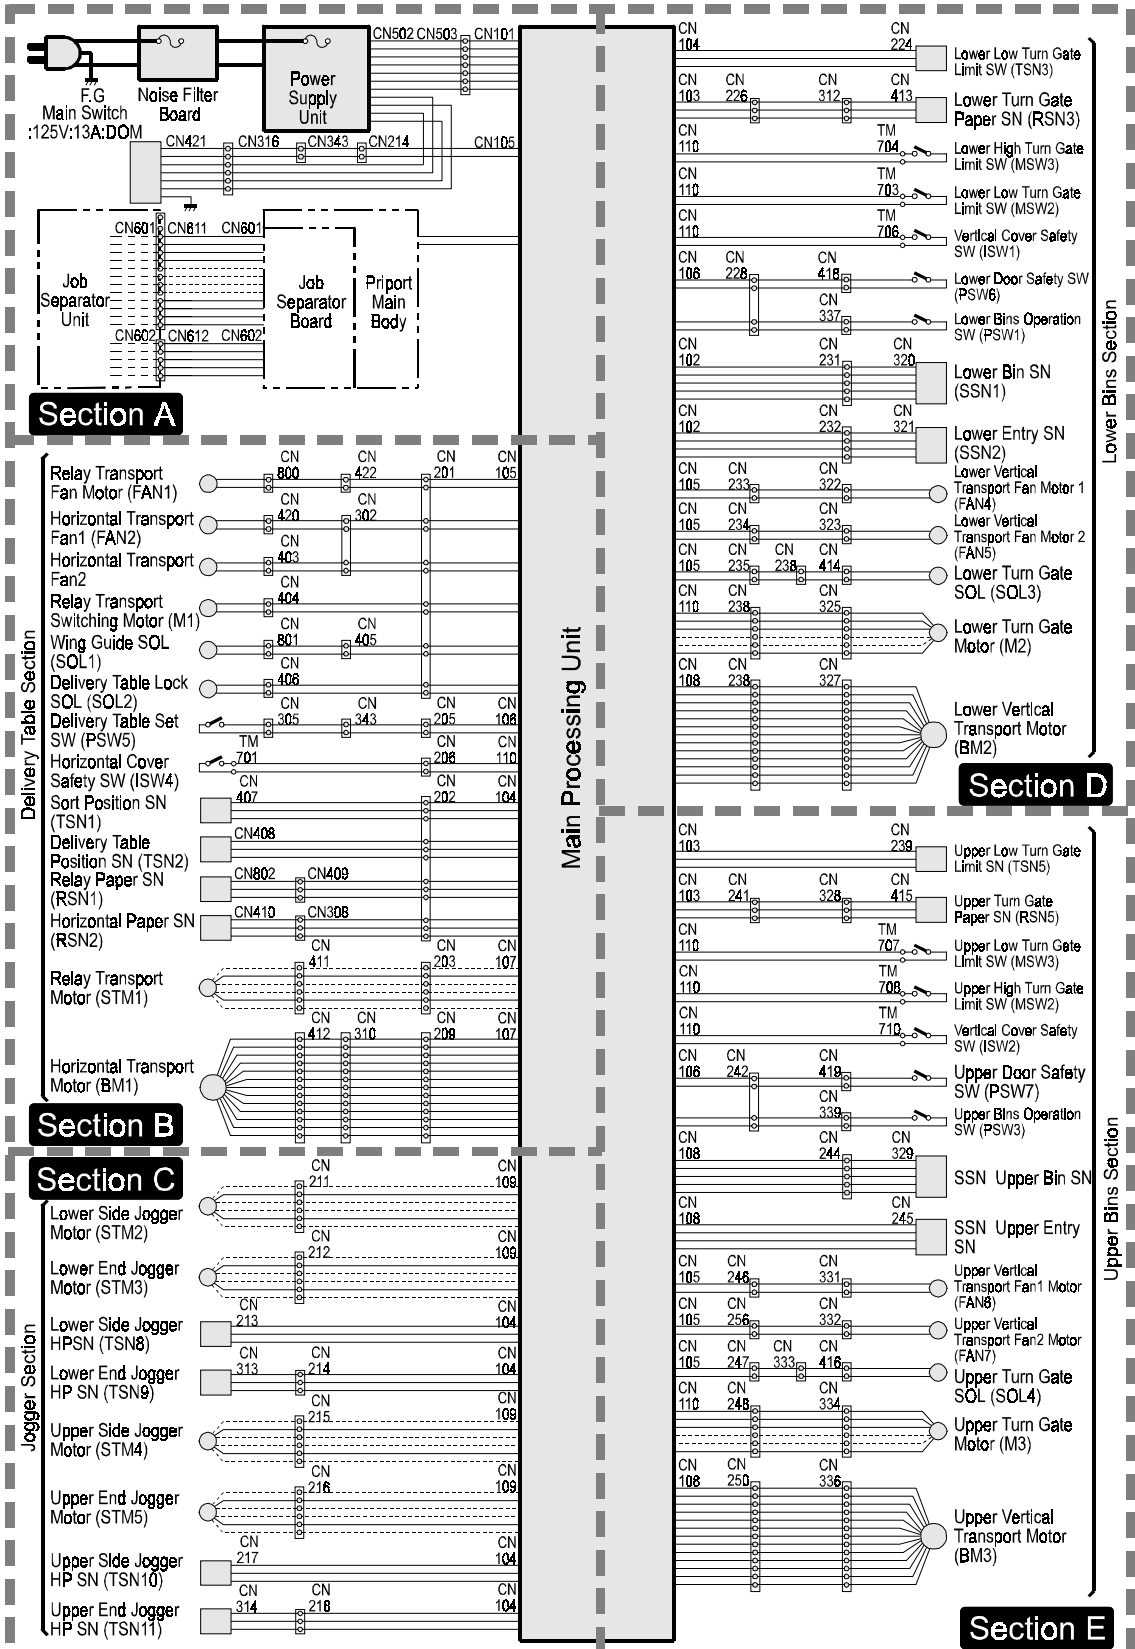 CN502 CN503 CN101
F.G
Main Switch
:125V:13A:DOM
Noise Filter
Board
Power
Supply
Unit
CN421 CN316 CN343 CN214 CN105
CN601 CN611 CN601
Job
Separator
Unit
Job
Separator
Board
Priport
Main
Body
CN602 CN612 CN602
Section A
Main Processing Unit
Delivery Table Section
Relay Transport
Fan Motor (FAN1)
CN 800 CN 422 CN 201 CN 105
Horizontal Transport
Fan1 (FAN2)
CN 420 CN 302
Horizontal Transport
Fan2
CN 403
Relay Transport
Switching Motor (M1)
CN 404
Wing Guide SOL
(SOL1)
801 CN 405
Delivery Table Lock
SOL (SOL2)
CN 406
Delivery Table Set
SW (PSW5)
CN 305 CN 343 CN 205 CN 106
Horizontal Cover
Safety SW (ISW4)
TM 701 CN 206 CN 110
Sort Position SN
(TSN1)
CN 407 CN 202 CN 104
Delivery Table
Position SN (TSN2)
CN408
Relay Paper SN
(RSN1)
CN802 CN409
Horizontal Paper SN
(RSN2)
CN410 CN308
Relay Transport
Motor (STM1)
CN 411 CN 203 CN 107
Horizontal Transport
Motor (BM1)
CN 412 CN 310 CN 209 CN 107
Section B
Section C
Jogger Section
Lower Side Jogger
Motor (STM2)
CN 211 CN 109
Lower End Jogger
Motor (STM3)
CN 212 CN 109
Lower Side Jogger
HPSN (TSN8)
CN 213 CN 104
Lower End Jogger
HP SN (TSN9)
CN 313 CN 214 CN 104
Upper Side Jogger
Motor (STM4)
CN 215 CN 109
Upper End Jogger
Motor (STM5)
CN 216 CN 109
Upper Side Jogger
HP SN (TSN10)
CN 217 CN 104
Upper End Jogger
HP SN (TSN11)
CN 314 CN 218 CN 104
Lower Bins Section
CN 104 CN 224
Lower Low Turn Gate
Limit SW (TSN3)
CN 103 CN 226 CN 312 CN 413
Lower Turn Gate
Paper SN (RSN3)
CN 110 TM 704
Lower High Turn Gate
Limit SW (MSW3)
CN 110 TM 703
Lower Low Turn Gate
Limit SW (MSW2)
CN 110 TM 706
Vertical Cover Safety
SW (ISW1)
CN 106 CN 228 CN 418
Lower Door Safety SW
(PSW6)
CN 337
Lower Bins Operation
SW (PSW1)
CN 102 CN 231 CN 320
Lower Bin SN
(SSN1)
CN 102 CN 232 CN 321
Lower Entry SN
(SSN2)
CN 105 CN 233 CN 322
Lower Vertical
Transport Fan Motor 1
(FAN4)
CN 105 CN 234 CN 323
Lower Vertical
Transport Fan Motor 2
(FAN5)
CN 105 CN 235 CN 238 CN 414
Lower Turn Gate
SOL (SOL3)
CN 110 CN 238 CN 325
Lower Turn Gate
Motor (M2)
CN 108 CN 238 CN 327
Lower Vertical
Transport Motor
(BM2)
Section D
Upper Bins Section
CN 103 CN 239
Upper Low Turn Gate
Limit SN (TSN5)
CN 103 CN 241 CN 328 CN 415
Upper Turn Gate
Paper SN (RSN5)
CN 110 TM 707
Upper Low Turn Gate
Limit SW (MSW3)
CN 110 TM 708
Upper High Turn Gate
Limit SW (MSW2)
CN 110 TM 710
Vertical Cover Safety
SW (ISW2)
CN 106 CN 242 CN 419
Upper Door Safety
SW (PSW7)
CN 339
Upper Bins Operation
SW (PSW3)
CN 108 CN 244 CN 329
SSN Upper Bin SN
CN 108 CN 245
SSN Upper Entry
SN
CN 105 CN 246 CN 331
Upper Vertical
Transport Fan1 Motor
(FAN6)
CN 105 CN 256 CN 332
Upper Vertical
Transport Fan2 Motor
(FAN7)
CN 105 CN 247 CN 333 CN 416
Upper Turn Gate
SOL (SOL4)
CN 110 CN 248 CN 334
Upper Turn Gate
Motor (M3)
CN 108 CN 250 CN 336
Upper Vertical
Transport Motor
(BM3)
Section E